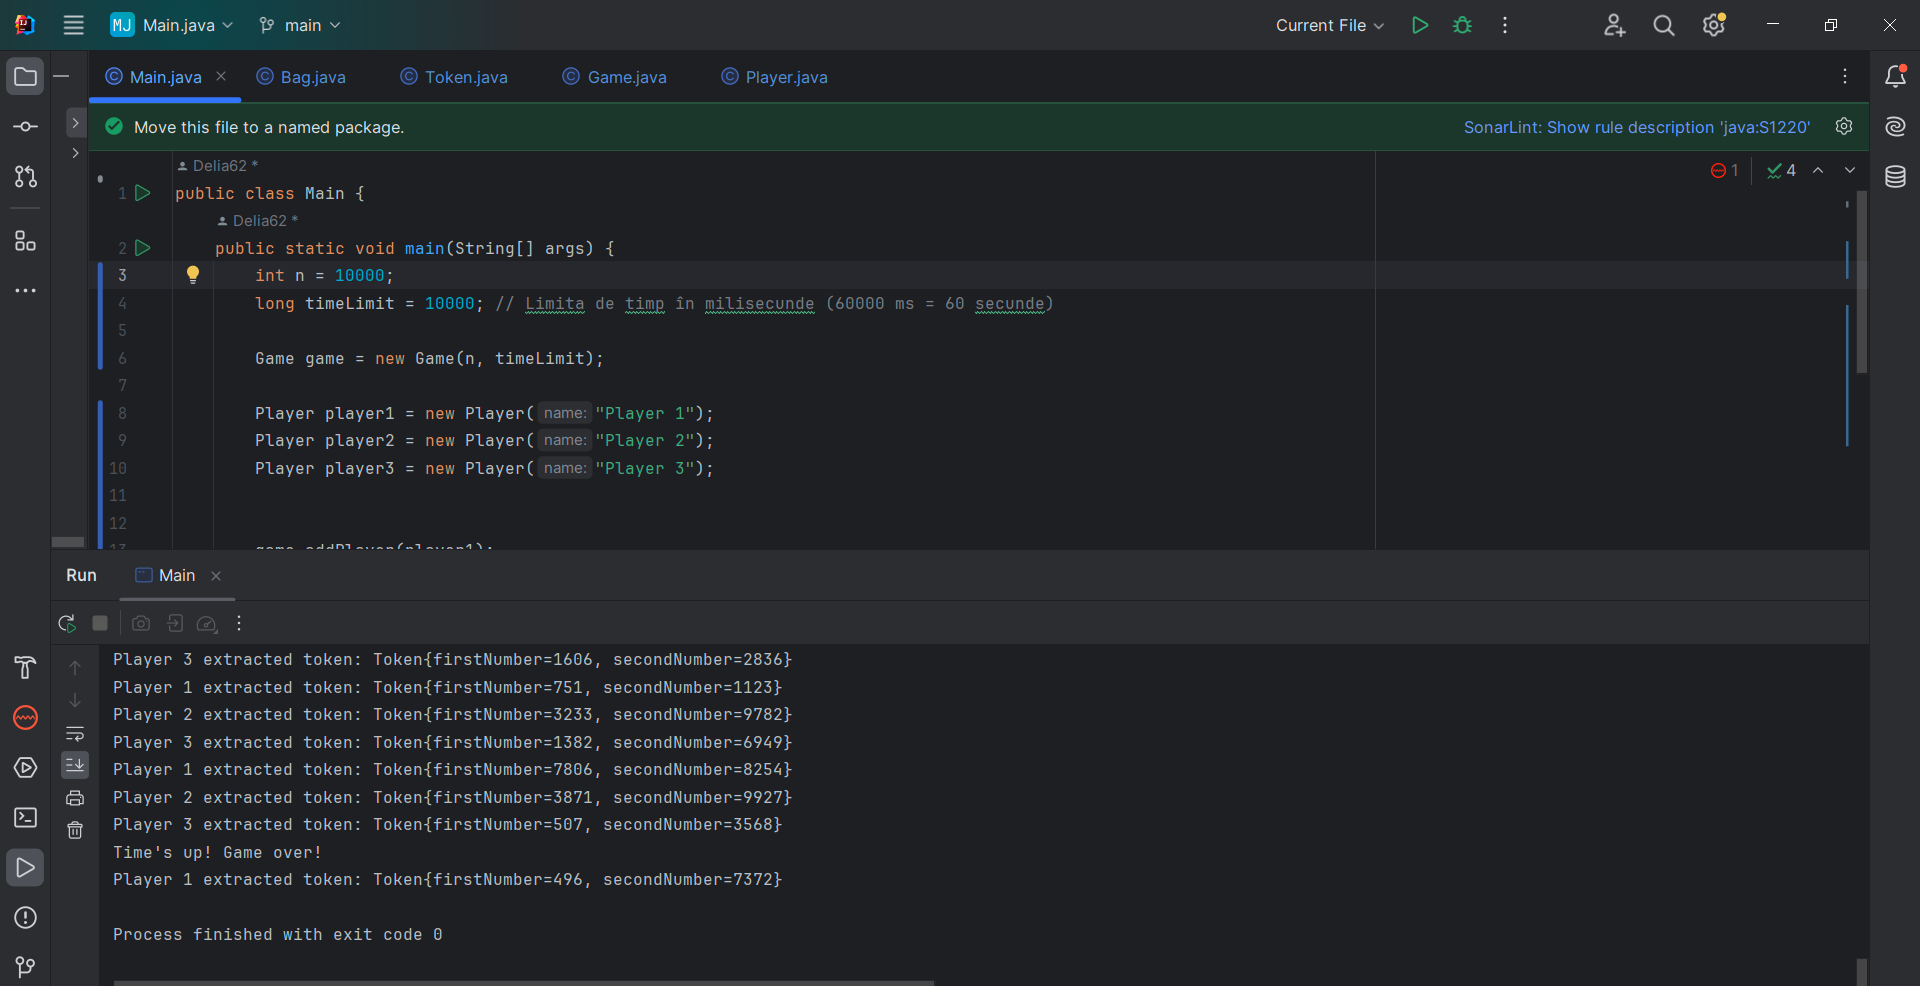 MJ Main.java main Current File
Main.java Bag.java Token.java Game.java Player.java
Move this file to a named package. SonarLint: Show rule description 'java:S1220'
Delia62 *
1 4
1 public class Main {
Delia62 *
2 public static void main(String[] args) {
3 int n = 10000;
4 long timeLimit = 10000; // Limita de timp în milisecunde (60000 ms = 60 secunde)
5
6 Game game = new Game(n, timeLimit);
7
8 Player player1 = new Player( name: "Player 1");
9 Player player2 = new Player( name: "Player 2");
10 Player player3 = new Player( name: "Player 3");
11
12
13 game.addPlayer(player1);
Run Main
Player 3 extracted token: Token{firstNumber=1606, secondNumber=2836}
Player 1 extracted token: Token{firstNumber=751, secondNumber=1123}
Player 2 extracted token: Token{firstNumber=3233, secondNumber=9782}
Player 3 extracted token: Token{firstNumber=1382, secondNumber=6949}
Player 1 extracted token: Token{firstNumber=7806, secondNumber=8254}
Player 2 extracted token: Token{firstNumber=3871, secondNumber=9927}
Player 3 extracted token: Token{firstNumber=507, secondNumber=3568}
Time's up! Game over!
Player 1 extracted token: Token{firstNumber=496, secondNumber=7372}
Process finished with exit code 0